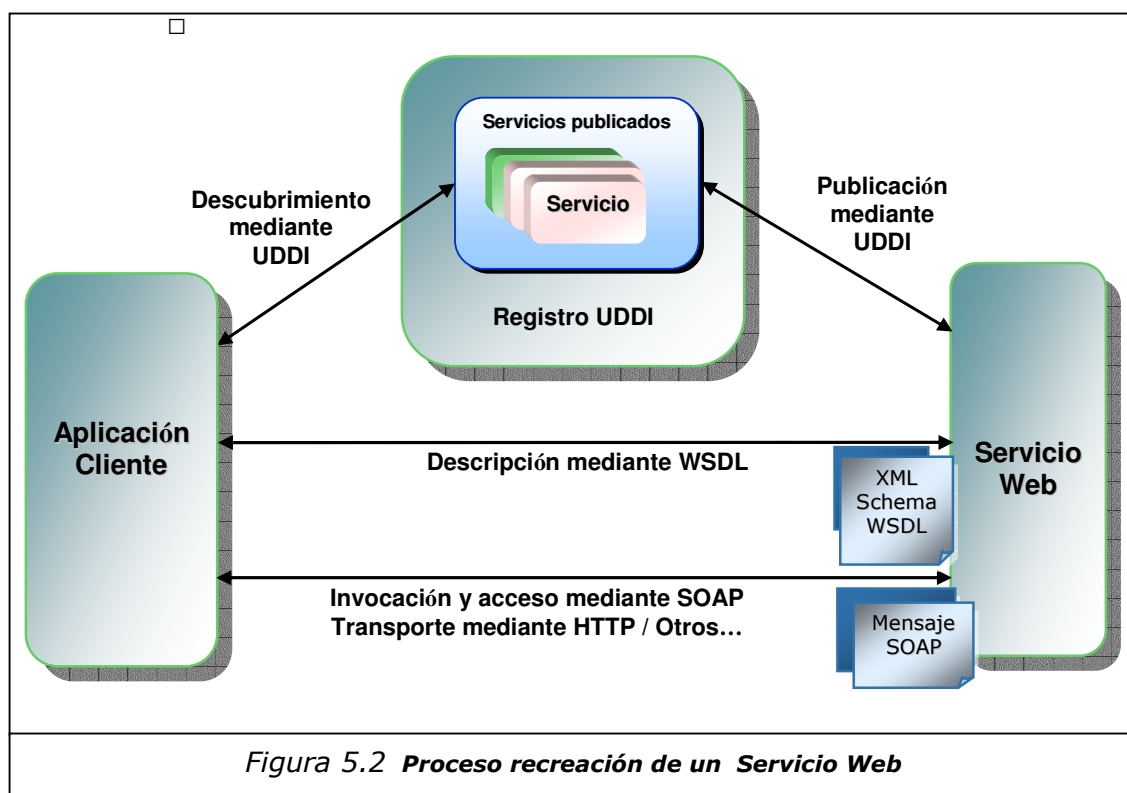 Servicios publicados
Servicio
Registro UDDI
Descubrimiento
mediante
UDDI
Publicación
mediante
UDDI
Aplicación
Cliente
Descripción mediante WSDL
XML
Schema
WSDL
Servicio
Web
Invocación y acceso mediante SOAP
Transporte mediante HTTP / Otros…
Mensaje
SOAP
Figura 5.2 Proceso recreación de un Servicio Web